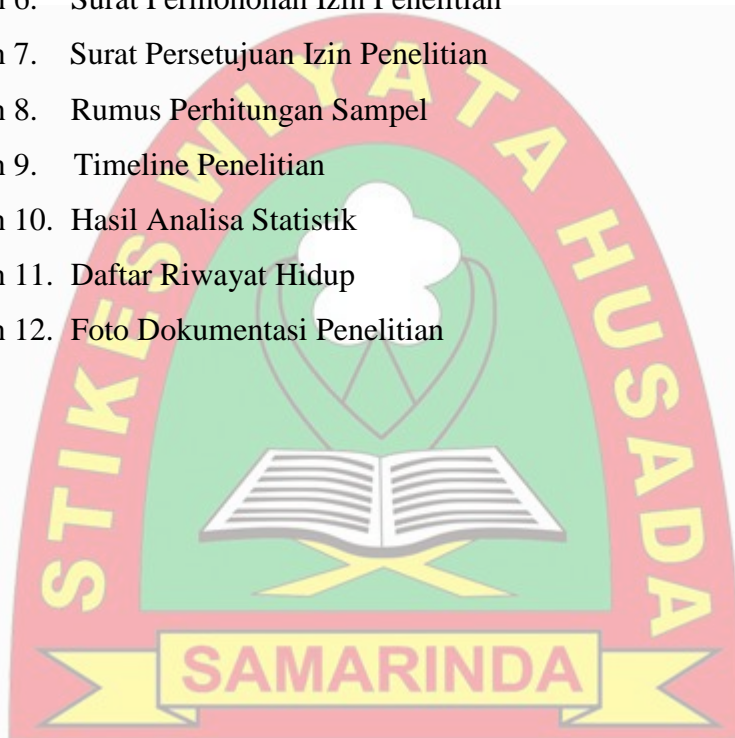 n 6. Surat Permohonan Izin Penelitian
n 7. Surat Persetujuan Izin Penelitian
n 8. Rumus Perhitungan Sampel
n 9. Timeline Penelitian
n 10. Hasil Analisa Statistik
n 11. Daftar Riwayat Hidup
n 12. Foto Dokumentasi Penelitian
STIKES WIYATA HUSADA
SAMARINDA